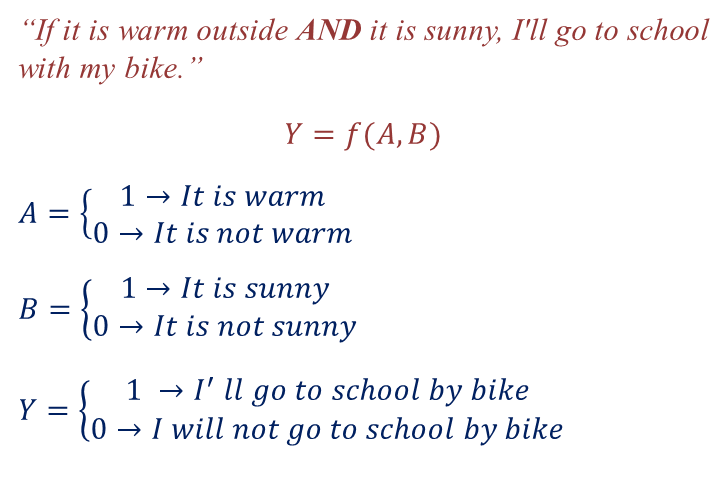 “If it is warm outside AND it is sunny, I'll go to school
with my bike.”
Y = f(A, B)
A = { 1 → It is warm
0 → It is not warm
B = { 1 → It is sunny
0 → It is not sunny
Y = { 1 → I′ ll go to school by bike
0 → I will not go to school by bike